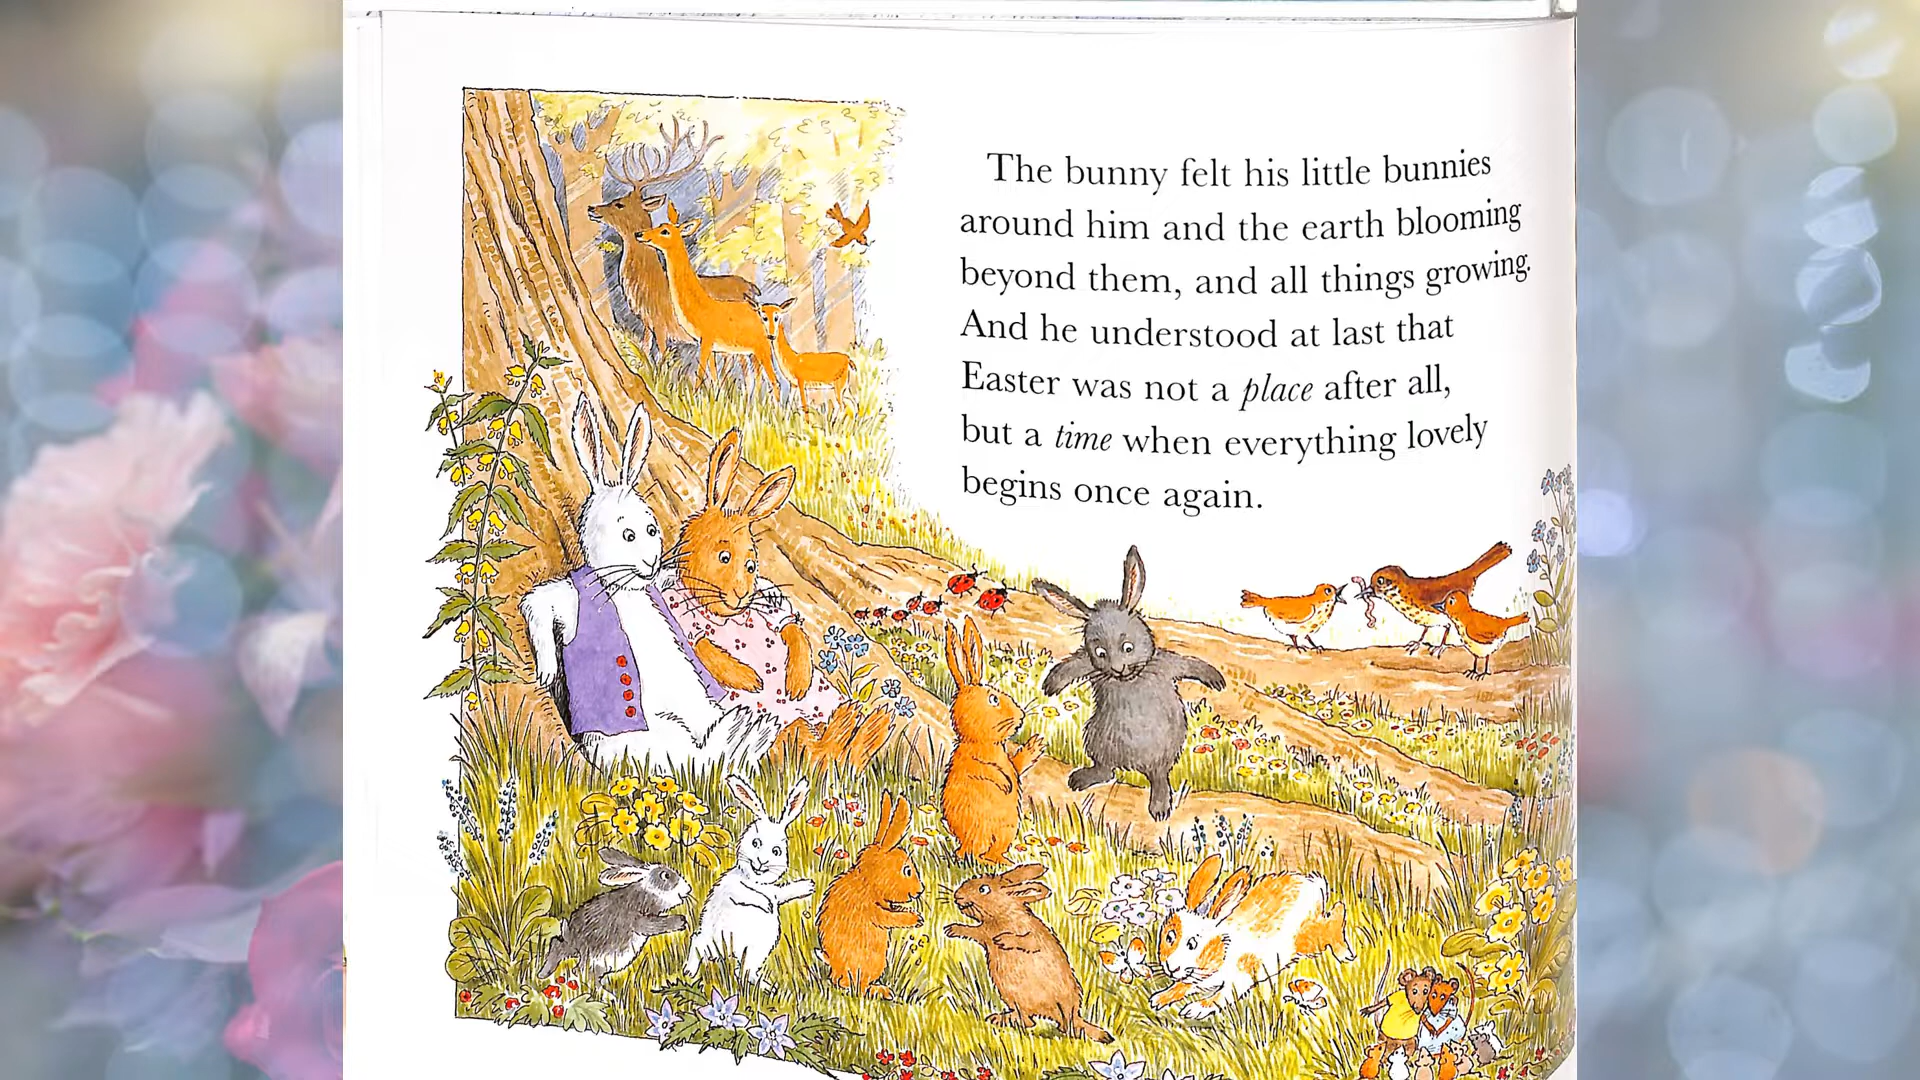 The bunny felt his little bunnies
around him and the earth blooming
beyond them, and all things growing.
And he understood at last that
Easter was not a place after all,
but a time when everything lovely
begins once again.